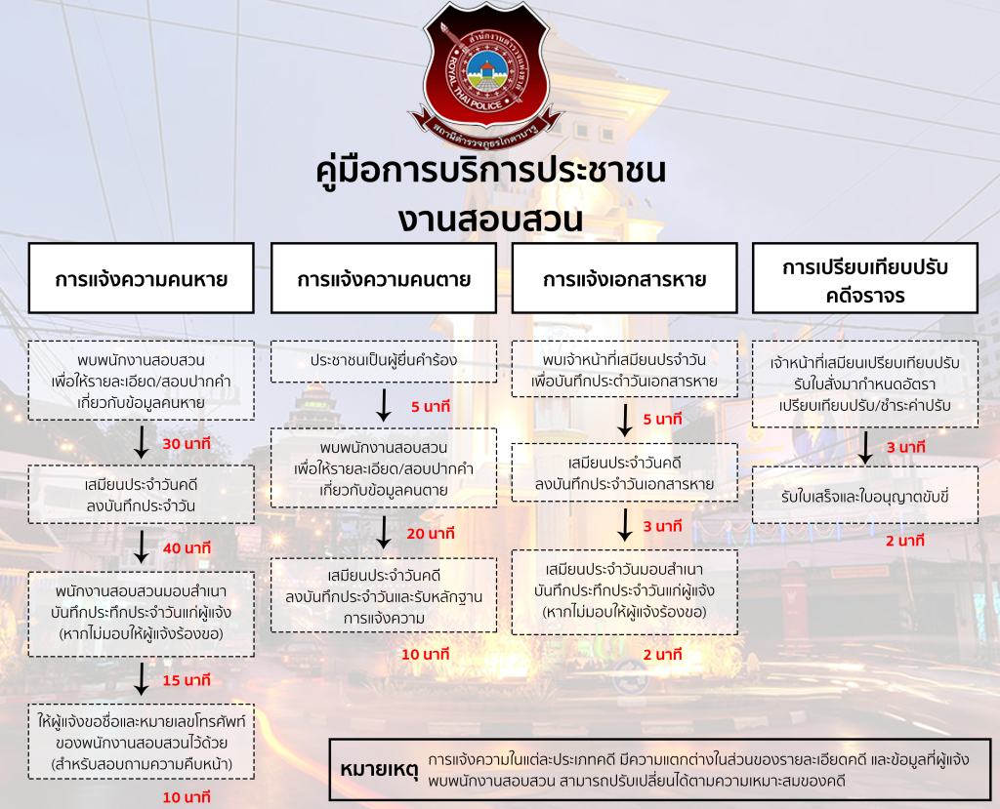 สำนักงานตำรวจแห่งชาติ
ROYAL THAI POLICE
สถานีตำรวจภูธรโกตาบารู
คู่มือการบริการประชาชน
งานสอบสวน
การแจ้งความคนหาย
พบพนักงานสอบสวน
เพื่อให้รายละเอียด/สอบปากคำ
เกี่ยวกับข้อมูลคนหาย
30 นาที
เสมียนประจำวันคดี
ลงบันทึกประจำวัน
40 นาที
พนักงานสอบสวนมอบสำเนา
บันทึกประทึกประจำวันแก่ผู้แจ้ง
(หากไม่มอบให้ผู้แจ้งร้องขอ)
15 นาที
ให้ผู้แจ้งขอชื่อและหมายเลขโทรศัพท์
ของพนักงานสอบสวนไว้ด้วย
(สำหรับสอบถามความคืบหน้า)
10 นาที
การแจ้งความคนตาย
ประชาชนเป็นผู้ยื่นคำร้อง
5 นาที
พบพนักงานสอบสวน
เพื่อให้รายละเอียด/สอบปากคำ
เกี่ยวกับข้อมูลคนตาย
20 นาที
เสมียนประจำวันคดี
ลงบันทึกประจำวันและรับหลักฐาน
การแจ้งความ
10 นาที
การแจ้งเอกสารหาย
พบเจ้าหน้าที่เสมียนปรจำวัน
เพื่อบันทึกประดำวันเอกสารหาย
5 นาที
เสมียนประจำวันคดี
ลงบันทึกประจำวันเอกสารหาย
3 นาที
เสมียนประจำวันมอบสำเนา
บันทึกประทึกประจำวันแก่ผู้แจ้ง
(หากไม่มอบให้ผู้แจ้งร้องขอ)
2 นาที
การเปรียบเทียบปรับ
คดีจราจร
เจ้าหน้าที่เสมียนเปรียบเทียบปรับ
รับใบสั่งมากำหนดอัตรา
เปรียบเทียบปรับ/ชำระค่าปรับ
3 นาที
รับใบเสร็จและใบอนุญาตขับขี่
2 นาที
หมายเหตุ
การแจ้งความในแต่ละประเภทคดี มีความแตกต่างในส่วนของรายละเอียดคดี และข้อมูลที่ผู้แจ้ง
พบพนักงานสอบสวน สามารถปรับเปลี่ยนได้ตามความเหมาะสมของคดี